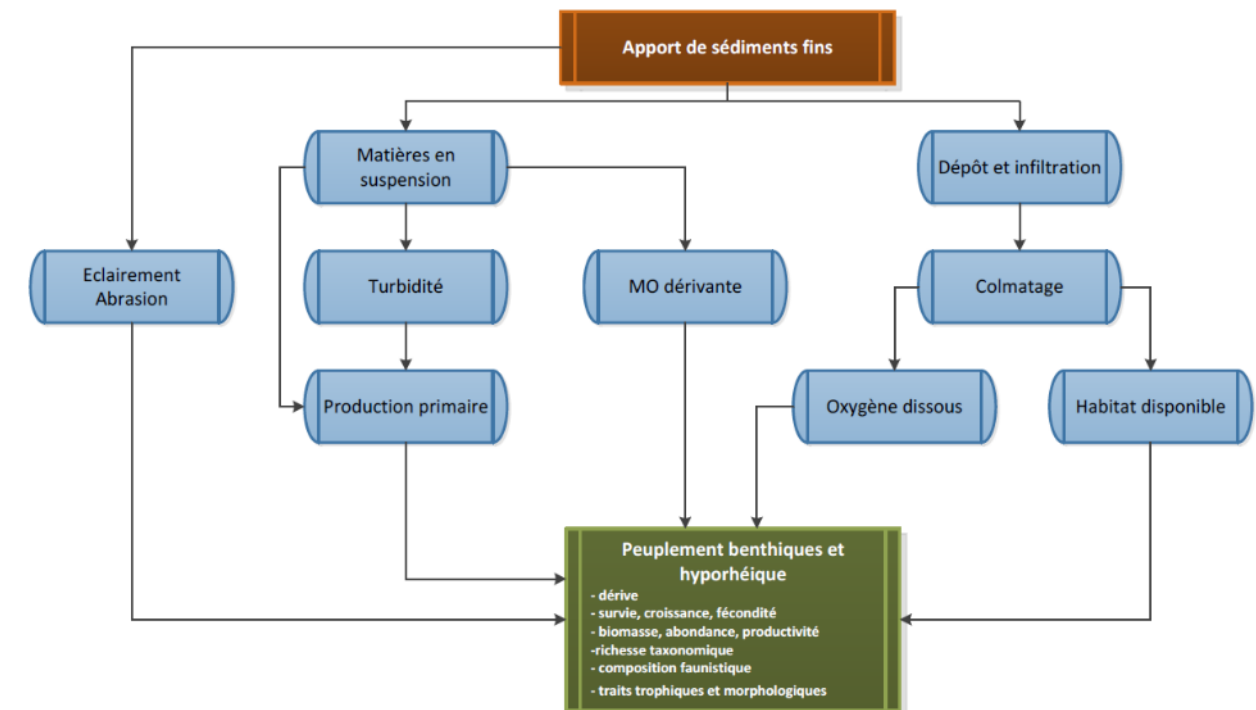 Apport de sédiments fins
Matières en
suspension
Dépôt et infiltration
Eclairement
Abrasion
Turbidité
MO dérivante
Colmatage
Production primaire
Oxygène dissous
Habitat disponible
Peuplement benthiques et
hyporhéique
- dérive
- survie, croissance, fécondité
- biomasse, abondance, productivité
-richesse taxonomique
- composition faunistique
- traits trophiques et morphologiques